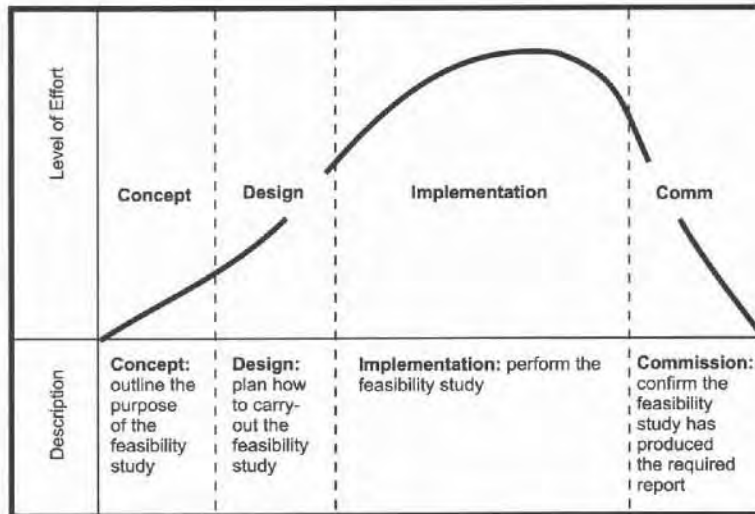 Level of Effort
Concept
Design
Implementation
Comm
Description
Concept:
outline the
purpose
of the
feasibility
study
Design:
plan how
to carry-
out the
feasibility
study
Implementation: perform the
feasibility study
Commission:
confirm the
feasibility
study has
produced
the required
report